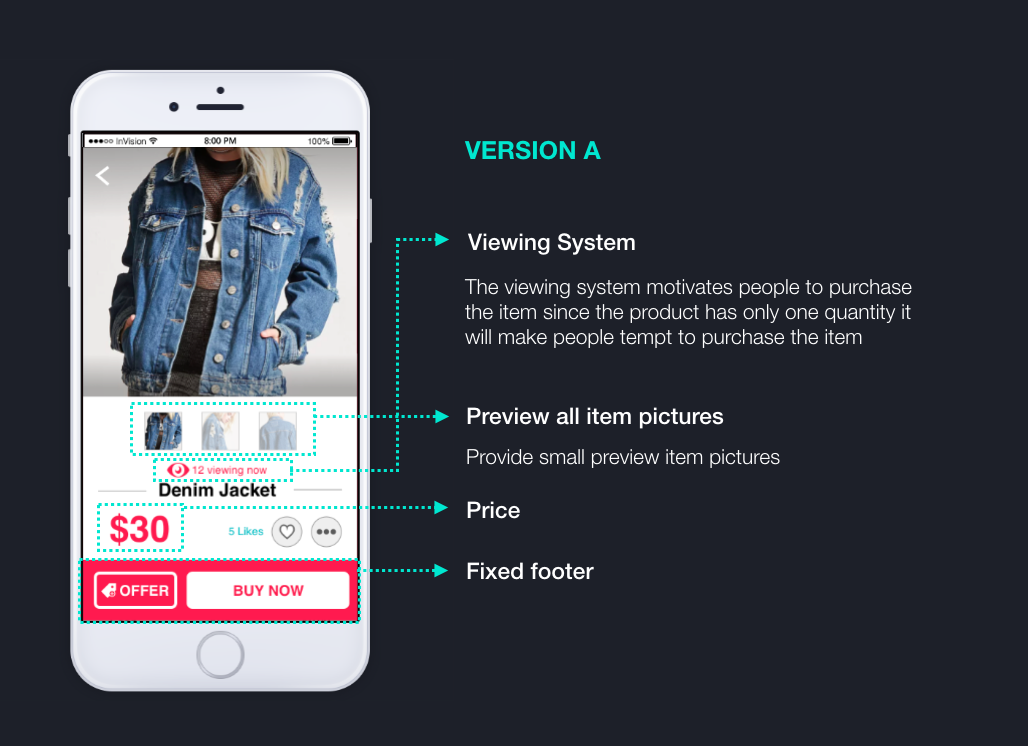 InVision
8:00 PM
100%
12 viewing now
Denim Jacket
$30
5 Likes
OFFER
BUY NOW
VERSION A
Viewing System
The viewing system motivates people to purchase
the item since the product has only one quantity it
will make people tempt to purchase the item
Preview all item pictures
Provide small preview item pictures
Price
Fixed footer